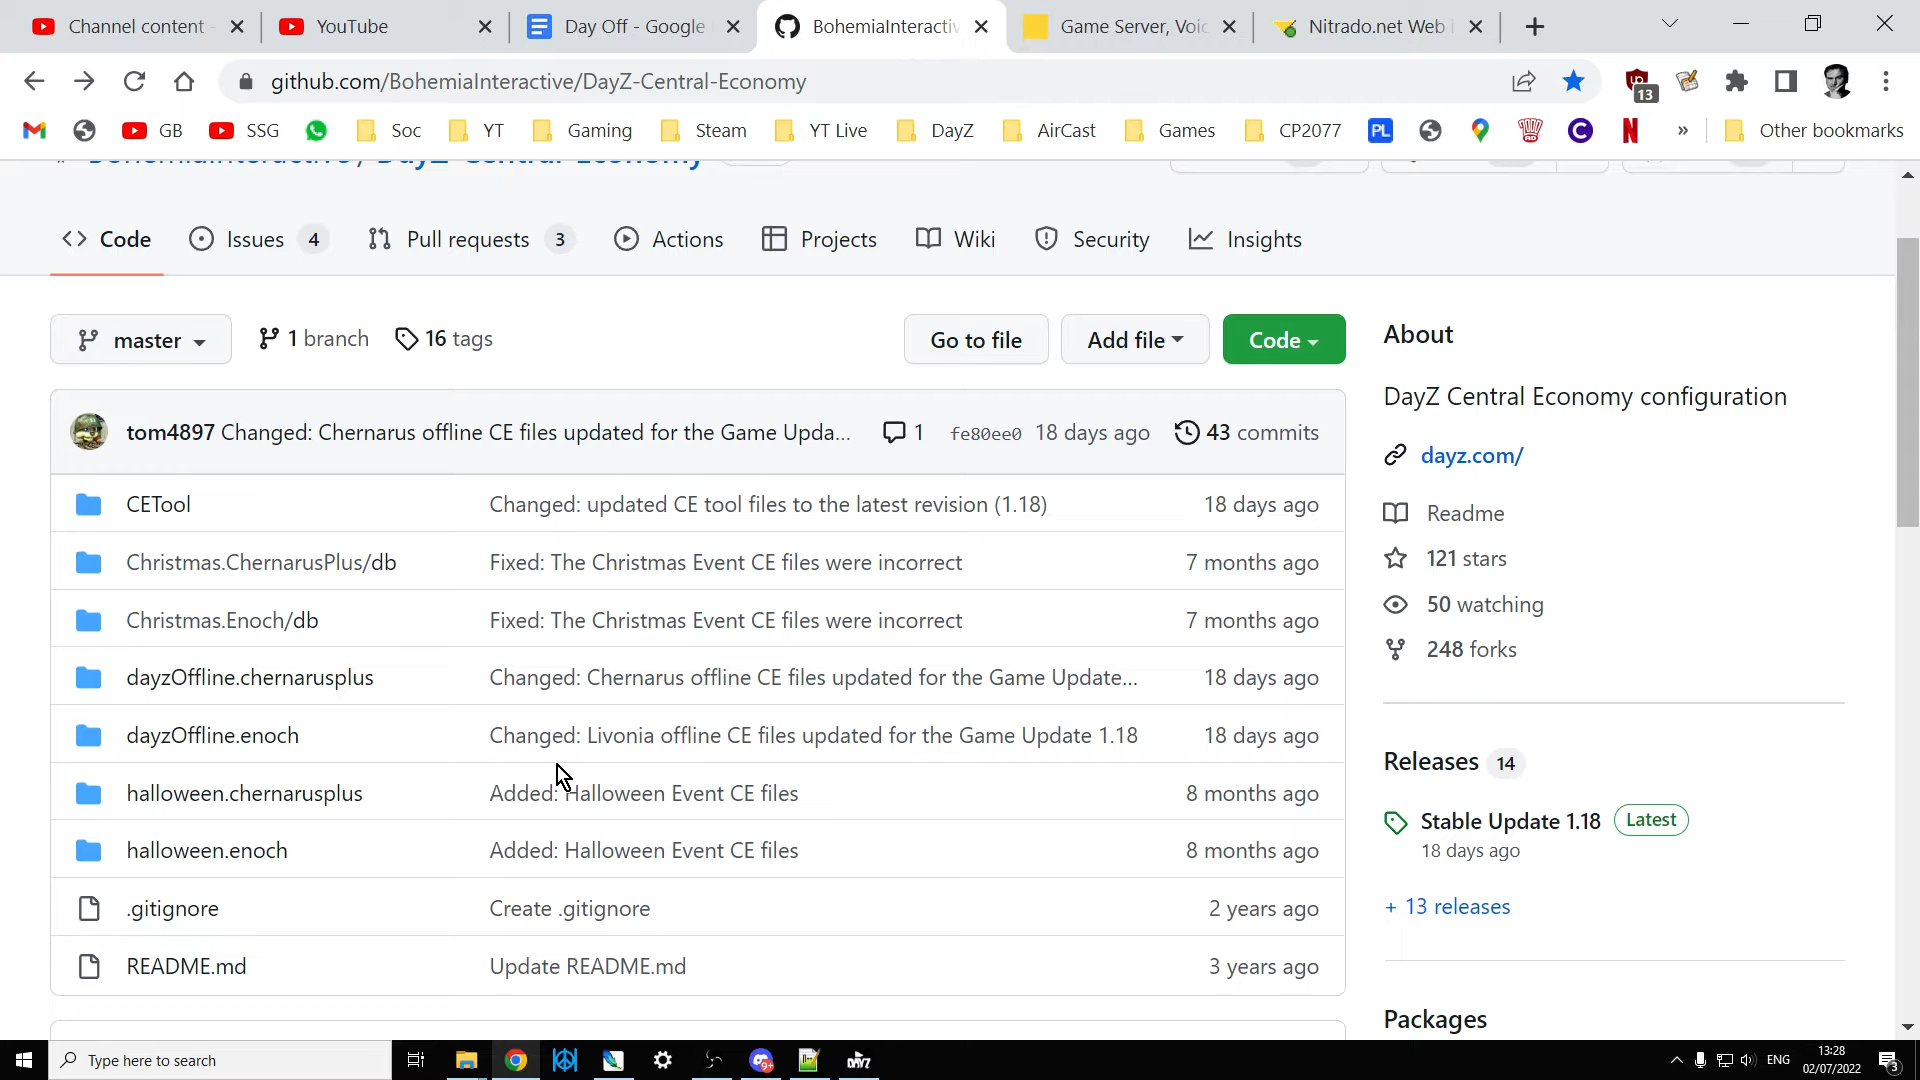 Channel content -
YouTube
Day Off - Google
BohemiaInteractiv
Game Server, Voic
Nitrado.net Web i
github.com/BohemiaInteractive/DayZ-Central-Economy
13
GB
SSG
Soc
YT
Gaming
Steam
YT Live
DayZ
AirCast
Games
CP2077
PL
C
N
»
Other bookmarks
BohemiaInteractive / DayZ-Central-Economy
Code
Issues 4
Pull requests 3
Actions
Projects
Wiki
Security
Insights
master
1 branch
16 tags
Go to file
Add file
Code
tom4897 Changed: Chernarus offline CE files updated for the Game Upda... 1 fe80ee0 18 days ago 43 commits
CETool Changed: updated CE tool files to the latest revision (1.18) 18 days ago
Christmas.ChernarusPlus/db Fixed: The Christmas Event CE files were incorrect 7 months ago
Christmas.Enoch/db Fixed: The Christmas Event CE files were incorrect 7 months ago
dayzOffline.chernarusplus Changed: Chernarus offline CE files updated for the Game Update... 18 days ago
dayzOffline.enoch Changed: Livonia offline CE files updated for the Game Update 1.18 18 days ago
halloween.chernarusplus Added: Halloween Event CE files 8 months ago
halloween.enoch Added: Halloween Event CE files 8 months ago
.gitignore Create .gitignore 2 years ago
README.md Update README.md 3 years ago
About
DayZ Central Economy configuration
dayz.com/
Readme
121 stars
50 watching
248 forks
Releases 14
Stable Update 1.18 Latest
18 days ago
+ 13 releases
Packages
Type here to search
9+
DAYZ
ENG
13:28
02/07/2022
3